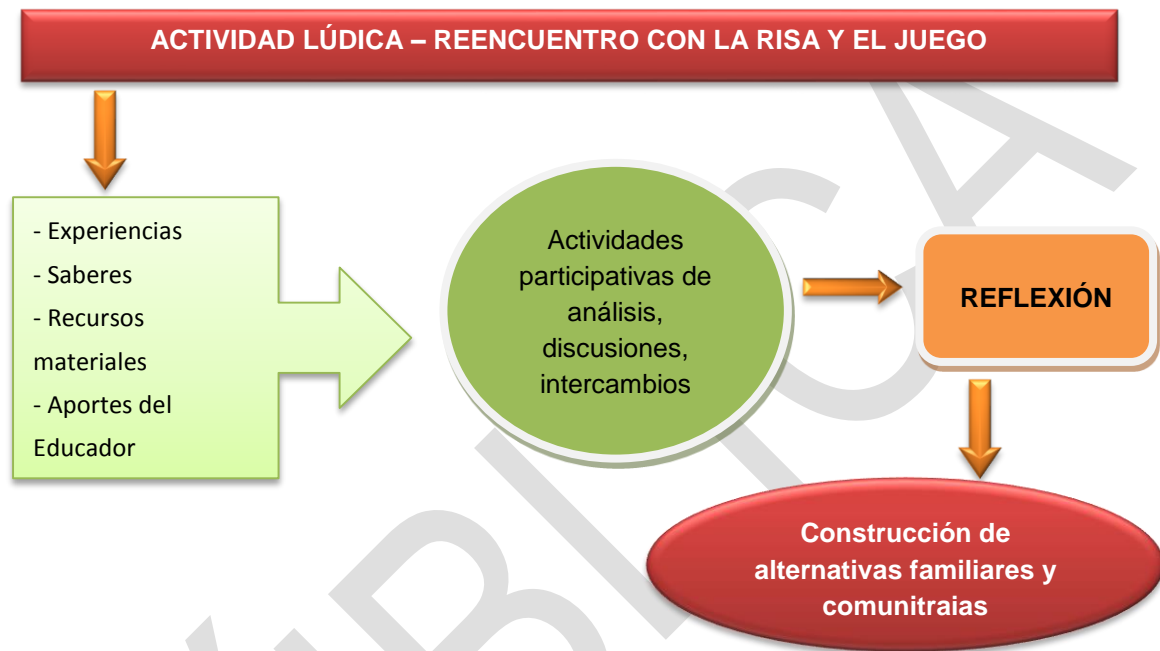 ACTIVIDAD LÚDICA – REENCUENTRO CON LA RISA Y EL JUEGO
- Experiencias
- Saberes
- Recursos
materiales
- Aportes del
Educador
Actividades
participativas de
análisis,
discusiones,
intercambios
REFLEXIÓN
Construcción de
alternativas familiares y
comunitraias